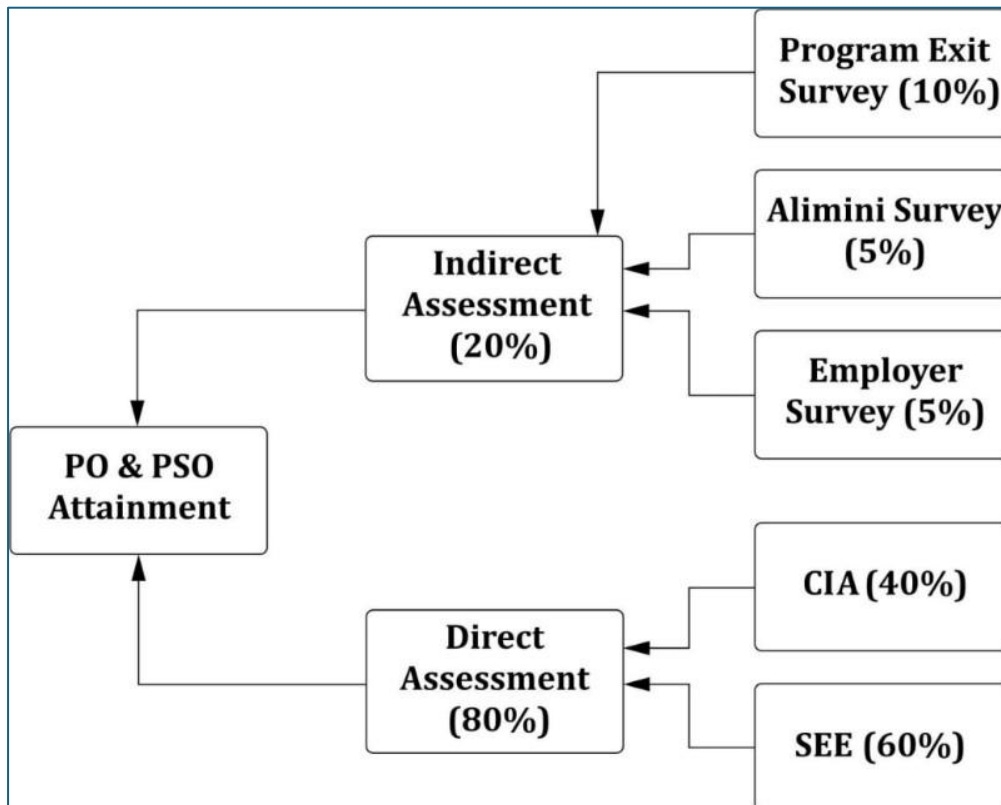 Program Exit
Survey (10%)
Alimini Survey
(5%)
Indirect
Assessment
(20%)
Employer
Survey (5%)
PO & PSO
Attainment
CIA (40%)
Direct
Assessment
(80%)
SEE (60%)